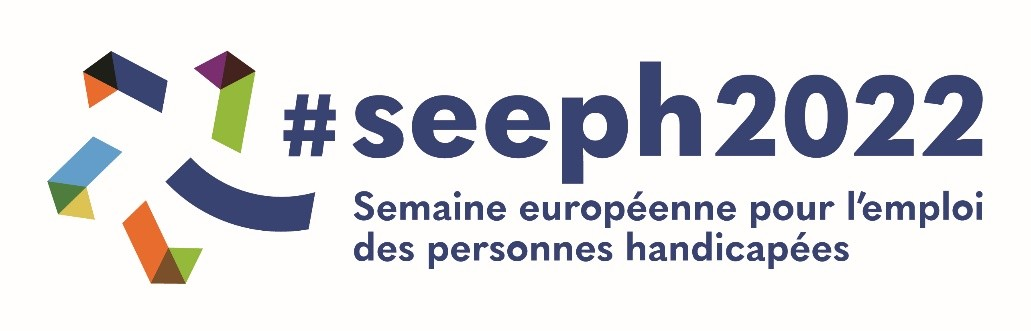 #seeph2022
Semaine européenne pour l'emploi
des personnes handicapées